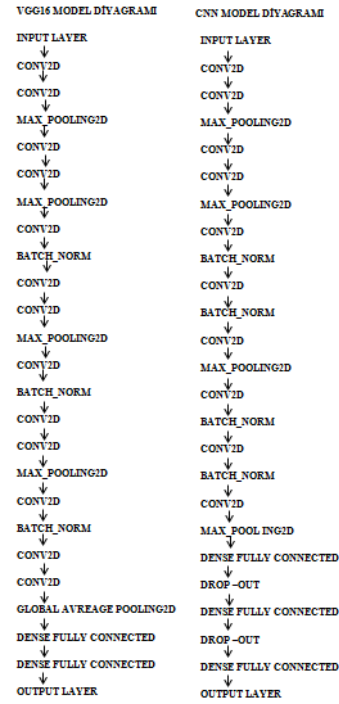 VGG16 MODEL DİYAGRAMI
INPUT LAYER
CONV2D
CONV2D
MAX_POOLING2D
CONV2D
CONV2D
MAX_POOLING2D
CONV2D
BATCH_NORM
CONV2D
CONV2D
MAX_POOLING2D
CONV2D
BATCH_NORM
CONV2D
CONV2D
MAX_POOLING2D
CONV2D
BATCH_NORM
CONV2D
CONV2D
GLOBAL AVREAGE POOLING2D
DENSE FULLY CONNECTED
DENSE FULLY CONNECTED
OUTPUT LAYER
CNN MODEL DİYAGRAMI
INPUT LAYER
CONV2D
CONV2D
MAX_POOLING2D
CONV2D
CONV2D
MAX_POOLING2D
CONV2D
BATCH_NORM
CONV2D
BATCH_NORM
CONV2D
MAX_POOLING2D
CONV2D
BATCH_NORM
CONV2D
BATCH_NORM
CONV2D
MAX_POOL ING2D
DENSE FULLY CONNECTED
DROP –OUT
DENSE FULLY CONNECTED
DROP –OUT
DENSE FULLY CONNECTED
OUTPUT LAYER